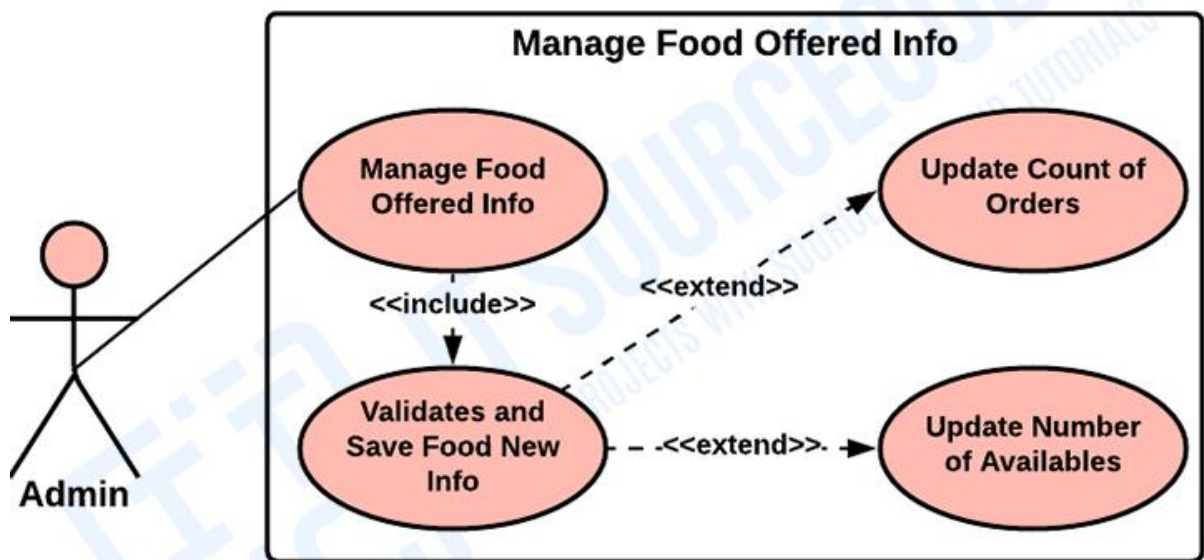 Manage Food Offered Info
Manage Food
Offered Info
Update Count of
Orders
<<include>>
<<extend>>
Validates and
Save Food New
Info
<<extend>>
Update Number
of Availables
Admin